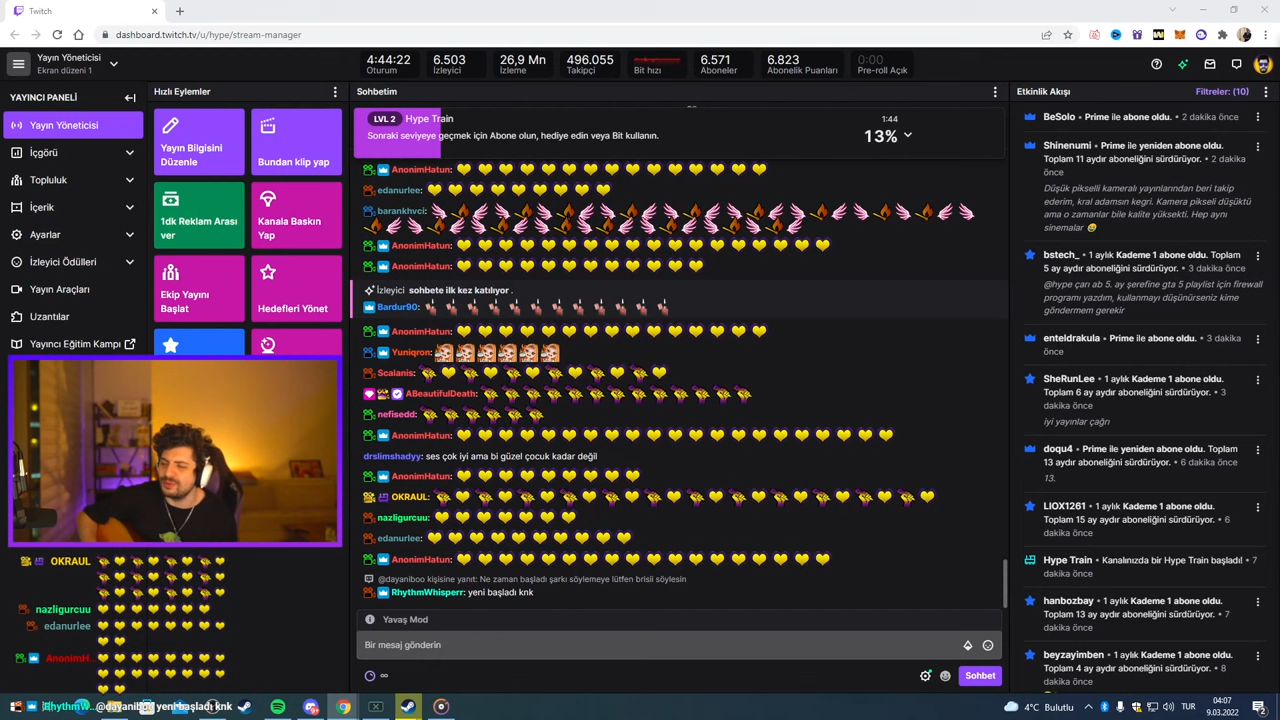 Twitch
dashboard.twitch.tv/u/hype/stream-manager
Yayın Yöneticisi
Ekran düzeni 1
4:44:22
Oturum
6.503
İzleyici
26,9 Mn
İzleme
496.055
Takipçi
Bit hızı
6.571
Aboneler
6.823
Abonelik Puanları
0:00
Pre-roll Açık
YAYINCI PANELİ
Yayın Yöneticisi
İçgörü
Topluluk
İçerik
Ayarlar
İzleyici Ödülleri
Yayın Araçları
Uzantılar
Yayıncı Eğitim Kampı
Hızlı Eylemler
Yayın Bilgisini
Düzenle
Bundan klip yap
1dk Reklam Arası
ver
Kanala Baskın
Yap
Ekip Yayını
Başlat
Hedefleri Yönet
OKRAUL
nazligurcuu
edanurlee
AnonimH...
Sohbetim
LVL 2 Hype Train
Sonraki seviyeye geçmek için Abone olun, hediye edin veya Bit kullanın.
1:44
13%
AnonimHatun:
edanurlee:
barankhvci:
AnonimHatun:
AnonimHatun:
İzleyici sohbete ilk kez katılıyor .
Bardur90:
AnonimHatun:
Yuniqron:
Scalanis:
ABeautifulDeath:
nefisedd:
AnonimHatun:
drslimshadyy: ses çok iyi ama bi güzel çocuk kadar değil
AnonimHatun:
OKRAUL:
nazligurcuu:
edanurlee:
AnonimHatun:
@dayaniboo kişisine yanıt: Ne zaman başladı şarkı söylemeye lütfen brisii söylesin
RhythmWhisperr: yeni başladı knk
Yavaş Mod
Bir mesaj gönderin
∞
Sohbet
Etkinlik Akışı
Filtreler: (10)
BeSolo • Prime ile abone oldu. • 2 dakika önce
Shinenumi • Prime ile yeniden abone oldu.
Toplam 11 aydır aboneliğini sürdürüyor. • 2 dakika
önce
Düşük pikselli kameralı yayınlarından beri takip
ederim, kral adamsın kegri. Kamera pikseli düşüktü
ama o zamanlar bile kalite yüksekti. Hep aynı
sinemalar
bstech_ • 1 aylık Kademe 1 abone oldu. Toplam
5 ay aydır aboneliğini sürdürüyor. • 3 dakika önce
@hype çarı ab 5. ay şerefine gta 5 playlist için firewall
programı yazdım, kullanmayı düşünürseniz kime
göndermem gerekir
enteldrakula • Prime ile abone oldu. • 3 dakika
önce
SheRunLee • 1 aylık Kademe 1 abone oldu.
Toplam 6 ay aydır aboneliğini sürdürüyor. • 3
dakika önce
iyi yayınlar çağrı
doqu4 • Prime ile yeniden abone oldu. Toplam
13 aydır aboneliğini sürdürüyor. • 6 dakika önce
13.
LIOX1261 • 1 aylık Kademe 1 abone oldu.
Toplam 15 ay aydır aboneliğini sürdürüyor. • 6
dakika önce
Hype Train • Kanalınızda bir Hype Train başladı! • 7
dakika önce
hanbozbay • 1 aylık Kademe 1 abone oldu.
Toplam 13 ay aydır aboneliğini sürdürüyor. • 7
dakika önce
beyzayimben • 1 aylık Kademe 1 abone oldu.
Toplam 4 ay aydır aboneliğini sürdürüyor. • 8
dakika önce
RhythmW... @dayaniboo yeni başladı knk
4°C Bulutlu
TUR
04:07
9.03.2022
2